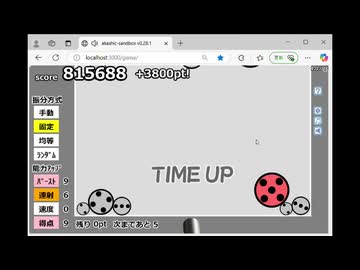 akashic-sandbox v0.28.1
localhost:3000/game/
score 815688 +3800pt!
振分方式
手動
固定
均等
ランダム
能力アップ
バースト 9
連射 6
速度 0
得点 9
TIME UP
残り 0pt 次まであと 5